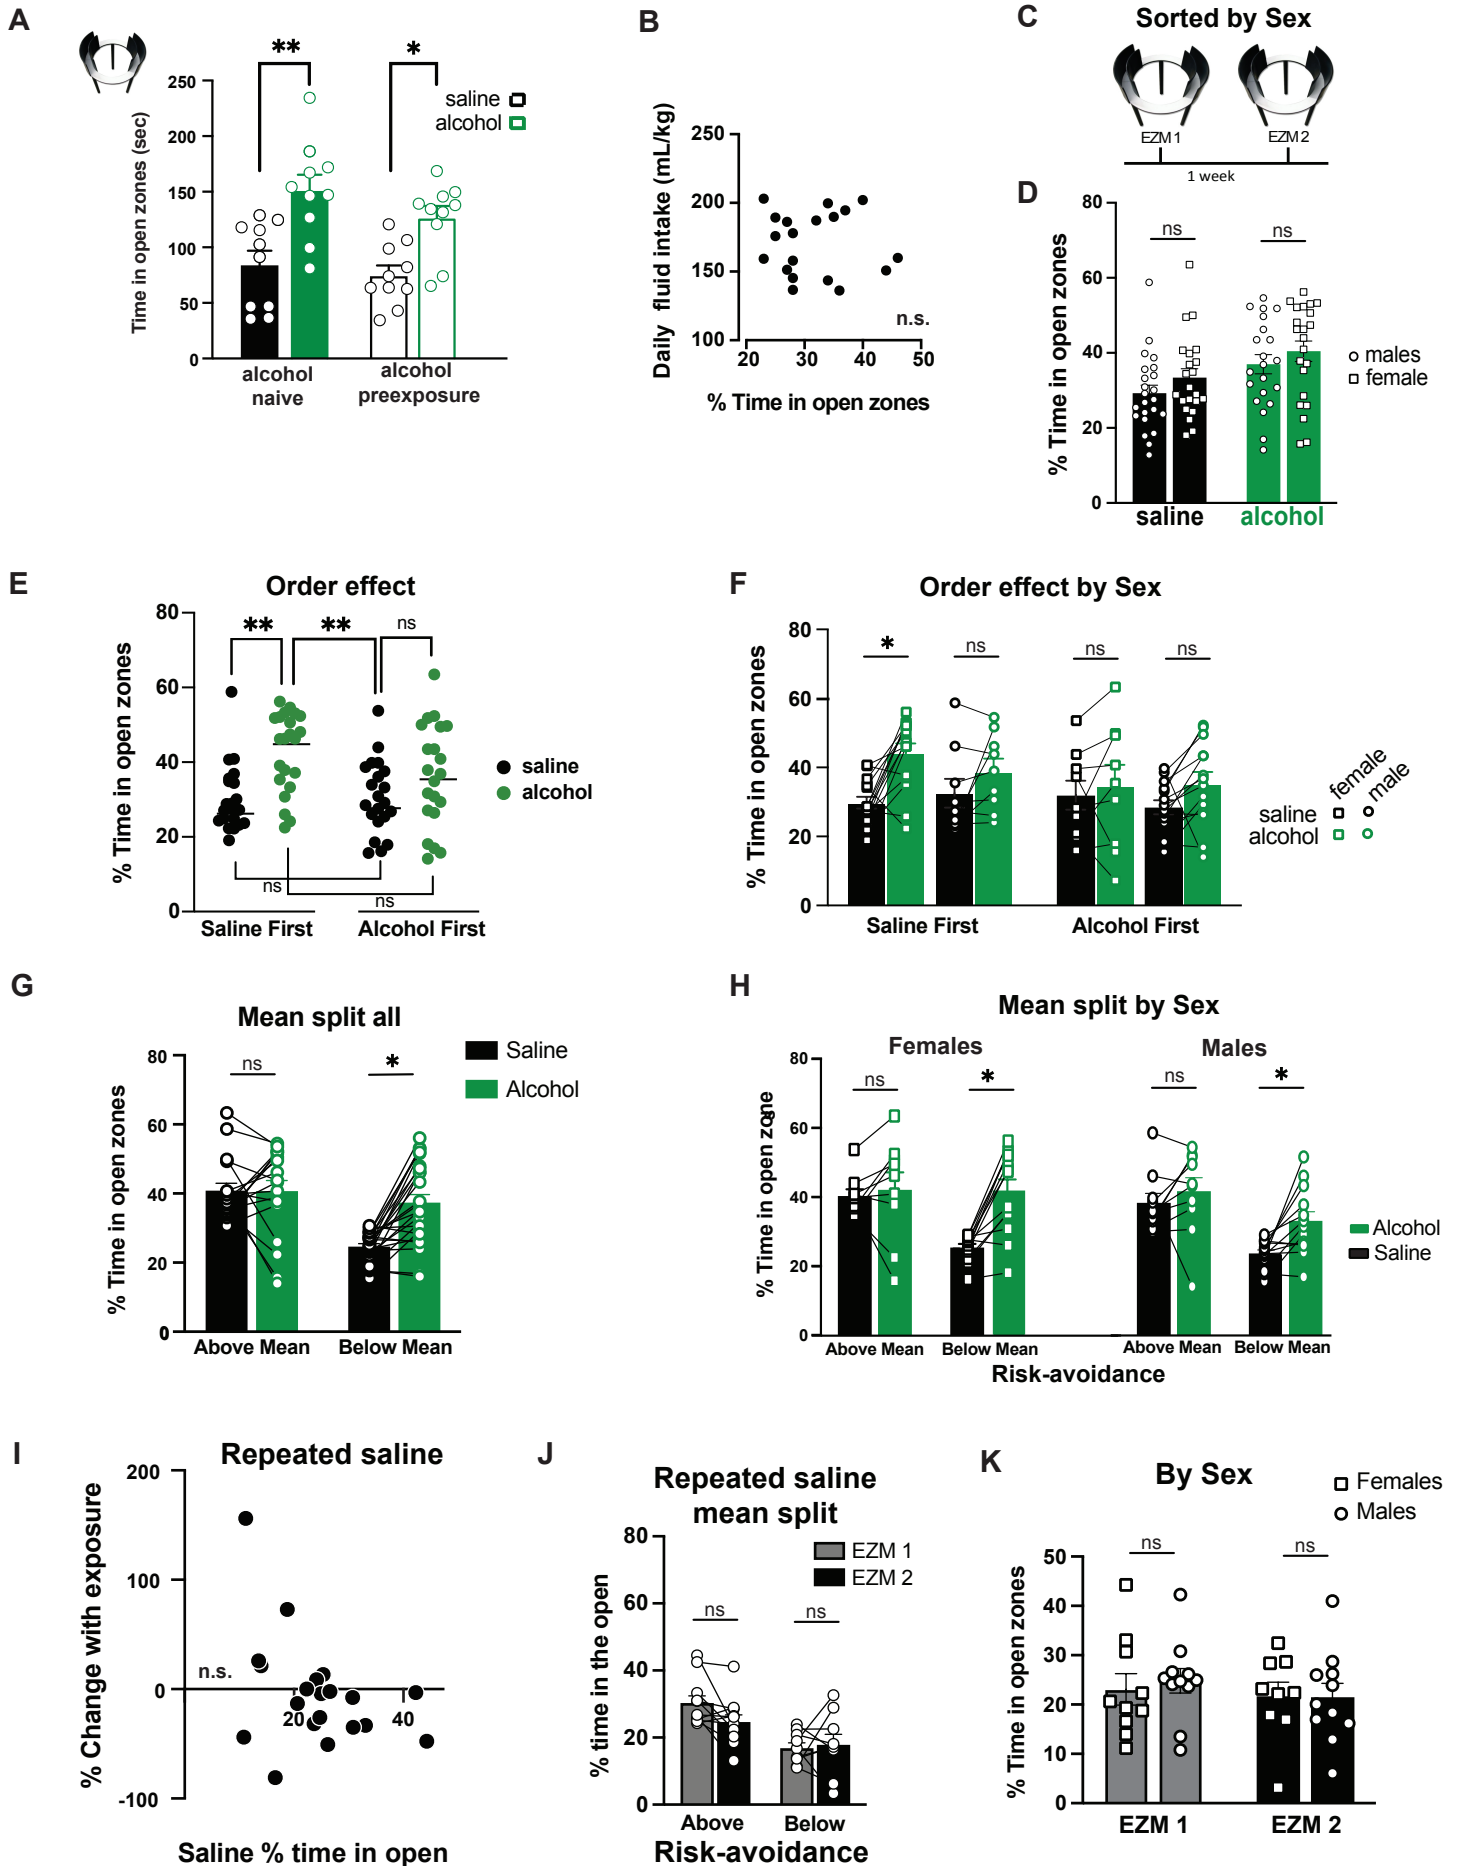 A
**
*
saline
alcohol
Time in open zones (sec)
250
200
150
100
50
0
alcohol
naive
alcohol
preexposure
B
Daily fluid intake (mL/kg)
250
200
150
100
n.s.
20
30
40
50
% Time in open zones
C
Sorted by Sex
EZM 1
EZM 2
1 week
D
% Time in open zones
80
60
40
20
0
ns
ns
males
female
saline
alcohol
E
Order effect
% Time in open zones
80
60
40
20
0
**
**
ns
ns
ns
saline
alcohol
Saline First
Alcohol First
F
Order effect by Sex
% Time in open zones
80
60
40
20
0
*
ns
ns
ns
female
male
saline
alcohol
Saline First
Alcohol First
G
Mean split all
% Time in open zones
80
60
40
20
0
ns
*
Saline
Alcohol
Above Mean
Below Mean
H
Mean split by Sex
Females
Males
% Time in open zone
80
60
40
20
0
ns
*
ns
*
Alcohol
Saline
Above Mean
Below Mean
Above Mean
Below Mean
Risk-avoidance
I
Repeated saline
% Change with exposure
200
100
0
-100
n.s.
20
40
Saline % time in open
J
Repeated saline
mean split
% time in the open
80
60
40
20
0
EZM 1
EZM 2
ns
ns
Above
Below
Risk-avoidance
K
By Sex
Females
Males
% Time in open zones
50
40
30
20
10
0
ns
ns
EZM 1
EZM 2